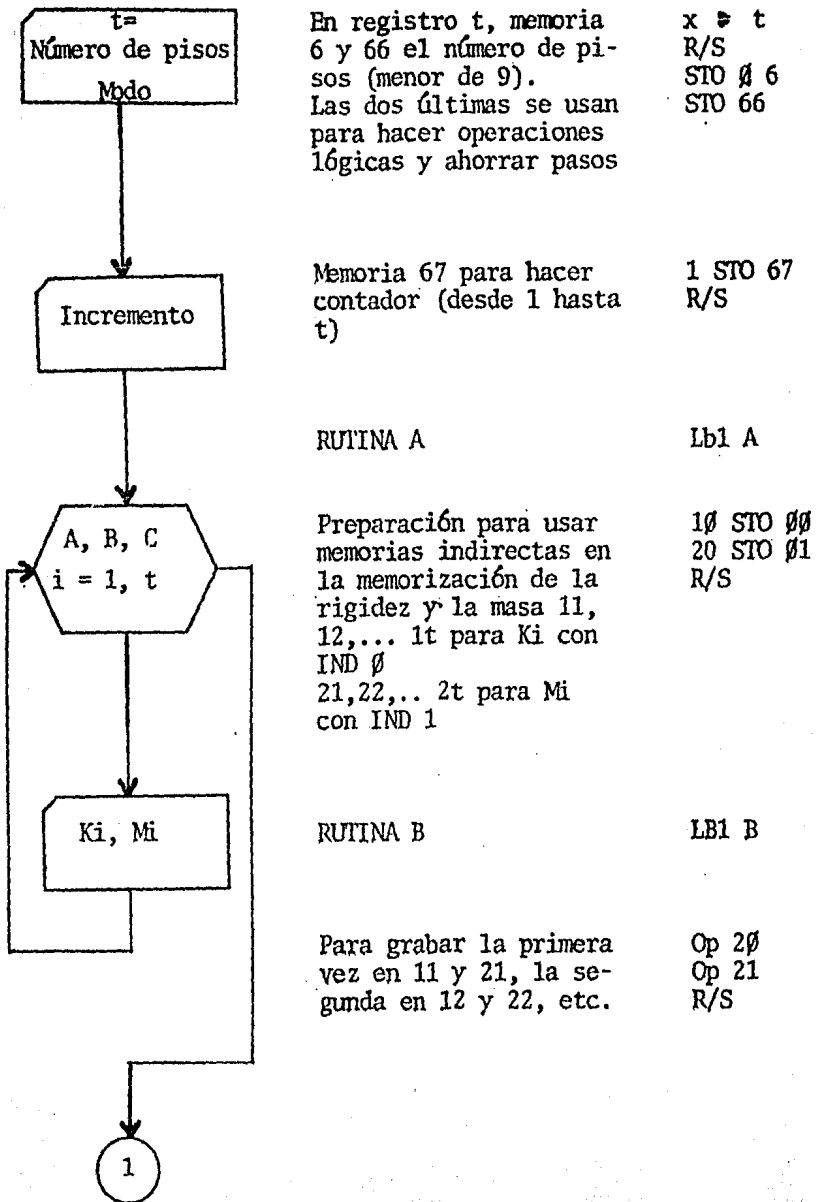 t=
Número de pisos
Modo
En registro t, memoria
6 y 66 el número de pi-
sos (menor de 9).
Las dos últimas se usan
para hacer operaciones
lógicas y ahorrar pasos
x ⇄ t
R/S
STO Ø 6
STO 66
Incremento
Memoria 67 para hacer
contador (desde 1 hasta
t)
1 STO 67
R/S
RUTINA A
Lb1 A
A, B, C
i = 1, t
Preparación para usar
memorias indirectas en
la memorización de la
rigidez y la masa 11,
12,... 1t para Ki con
IND Ø
21,22,.. 2t para Mi
con IND 1
1Ø STO ØØ
20 STO Ø1
R/S
Ki, Mi
RUTINA B
LB1 B
Para grabar la primera
vez en 11 y 21, la se-
gunda en 12 y 22, etc.
Op 2Ø
Op 21
R/S
1